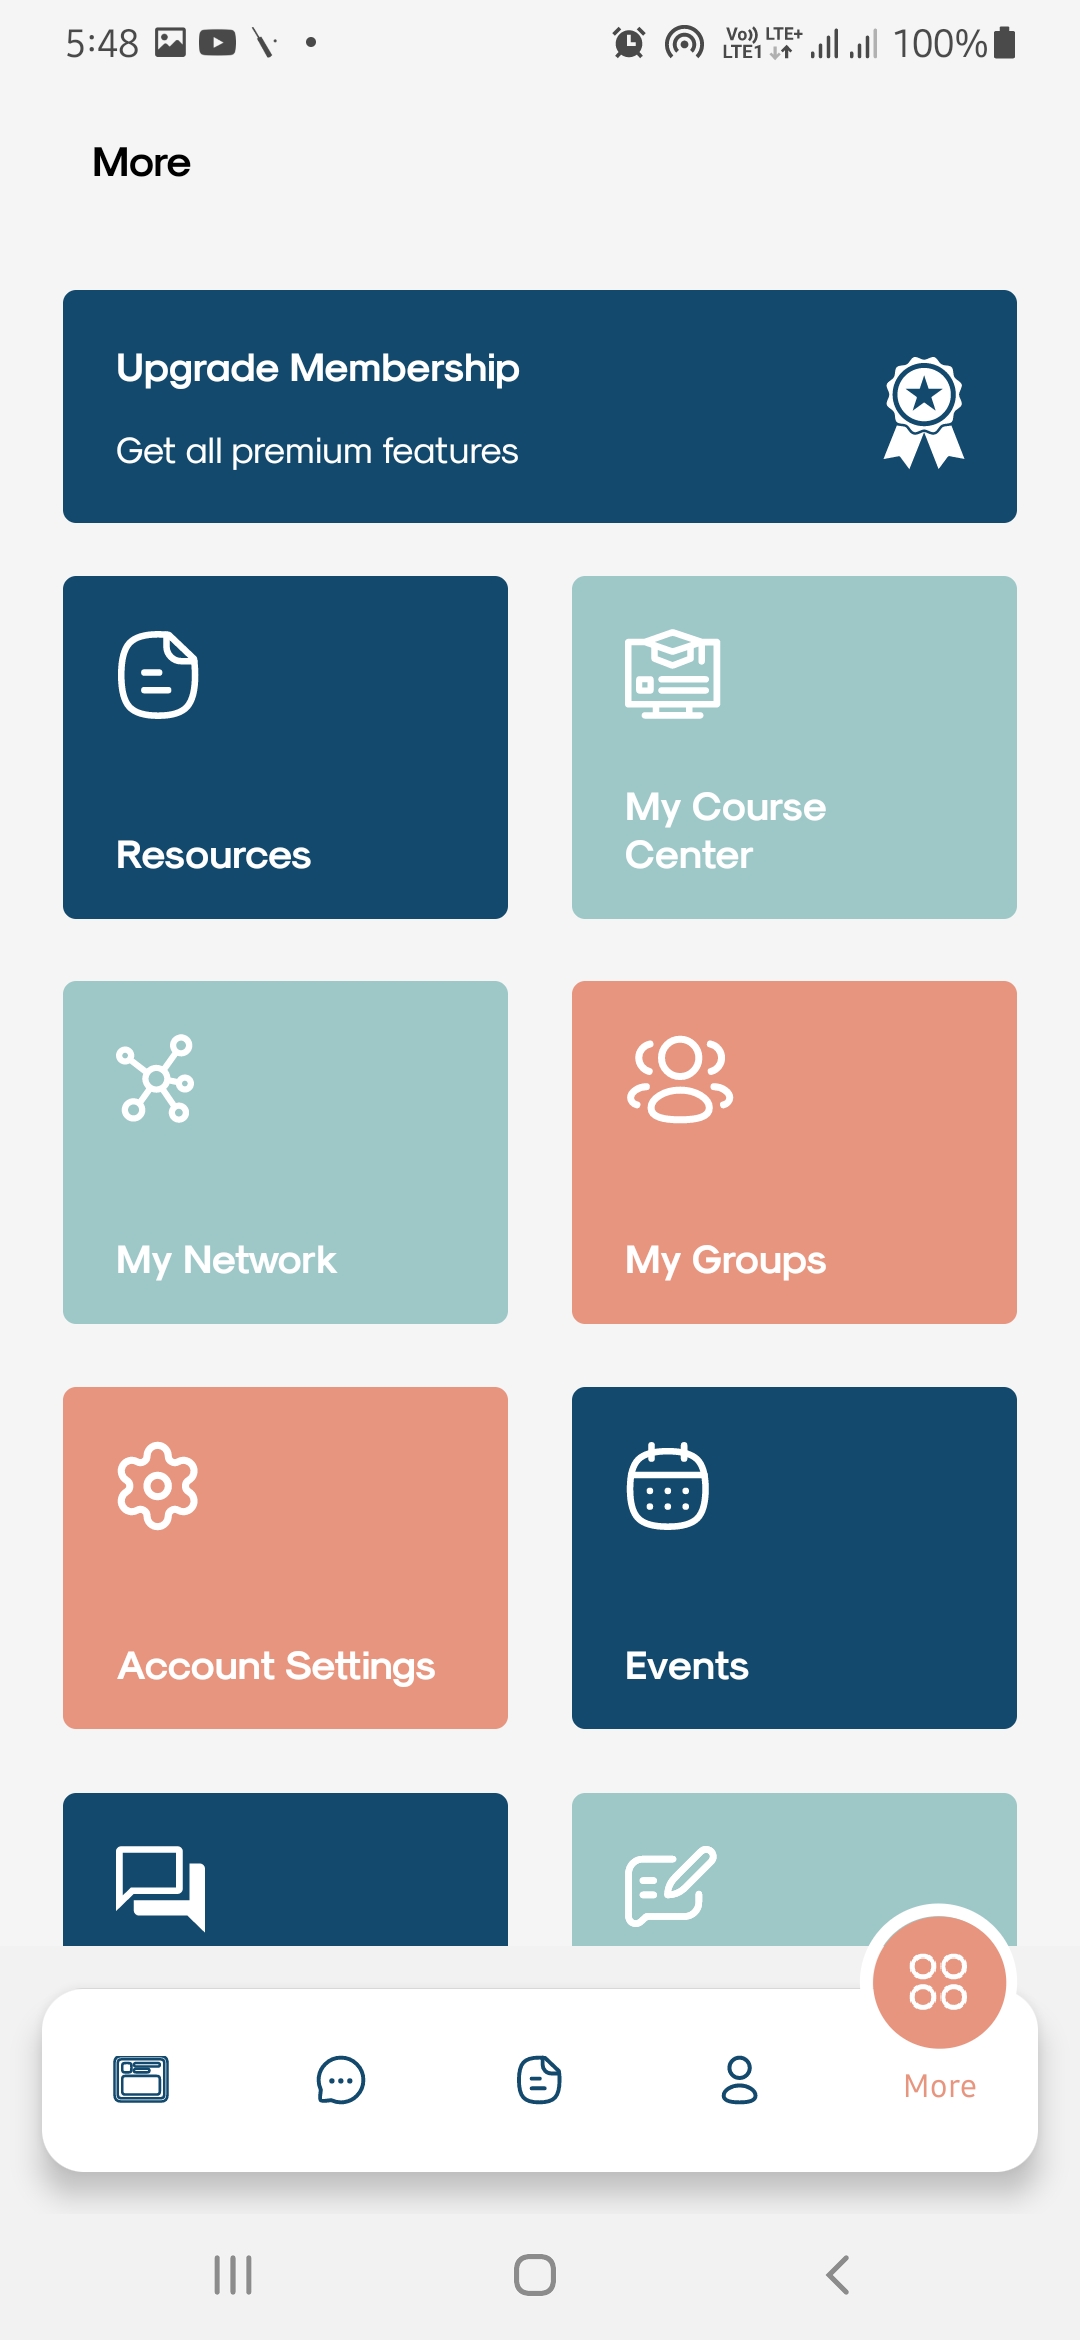 5:48
Vo)) LTE+
LTE1
100%
More
Upgrade Membership
Get all premium features
Resources
My Course
Center
My Network
My Groups
Account Settings
Events
More